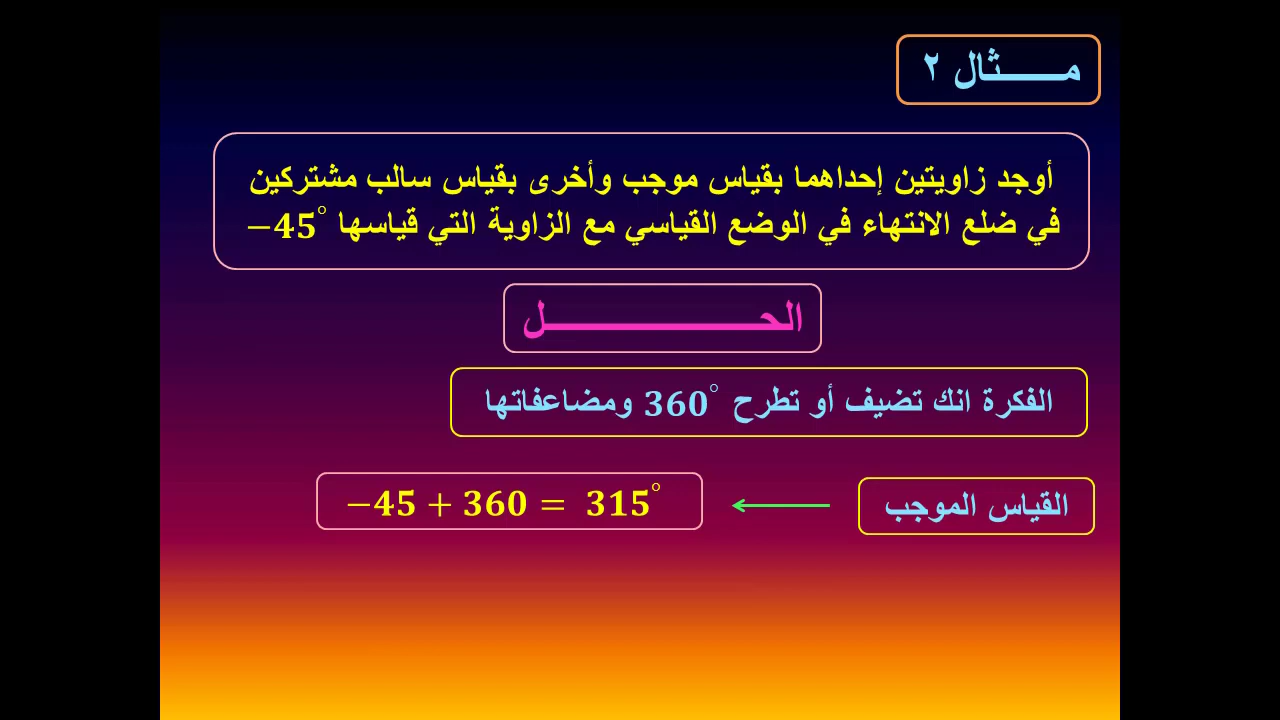 مـــــثال ٢
أوجد زاويتين إحداهما بقياس موجب وأخرى بقياس سالب مشتركين
في ضلع الانتهاء في الوضع القياسي مع الزاوية التي قياسها −45°
الحـــــــــــــــــــل
الفكرة انك تضيف أو تطرح 360° ومضاعفاتها
القياس الموجب
−45 + 360 = 315°